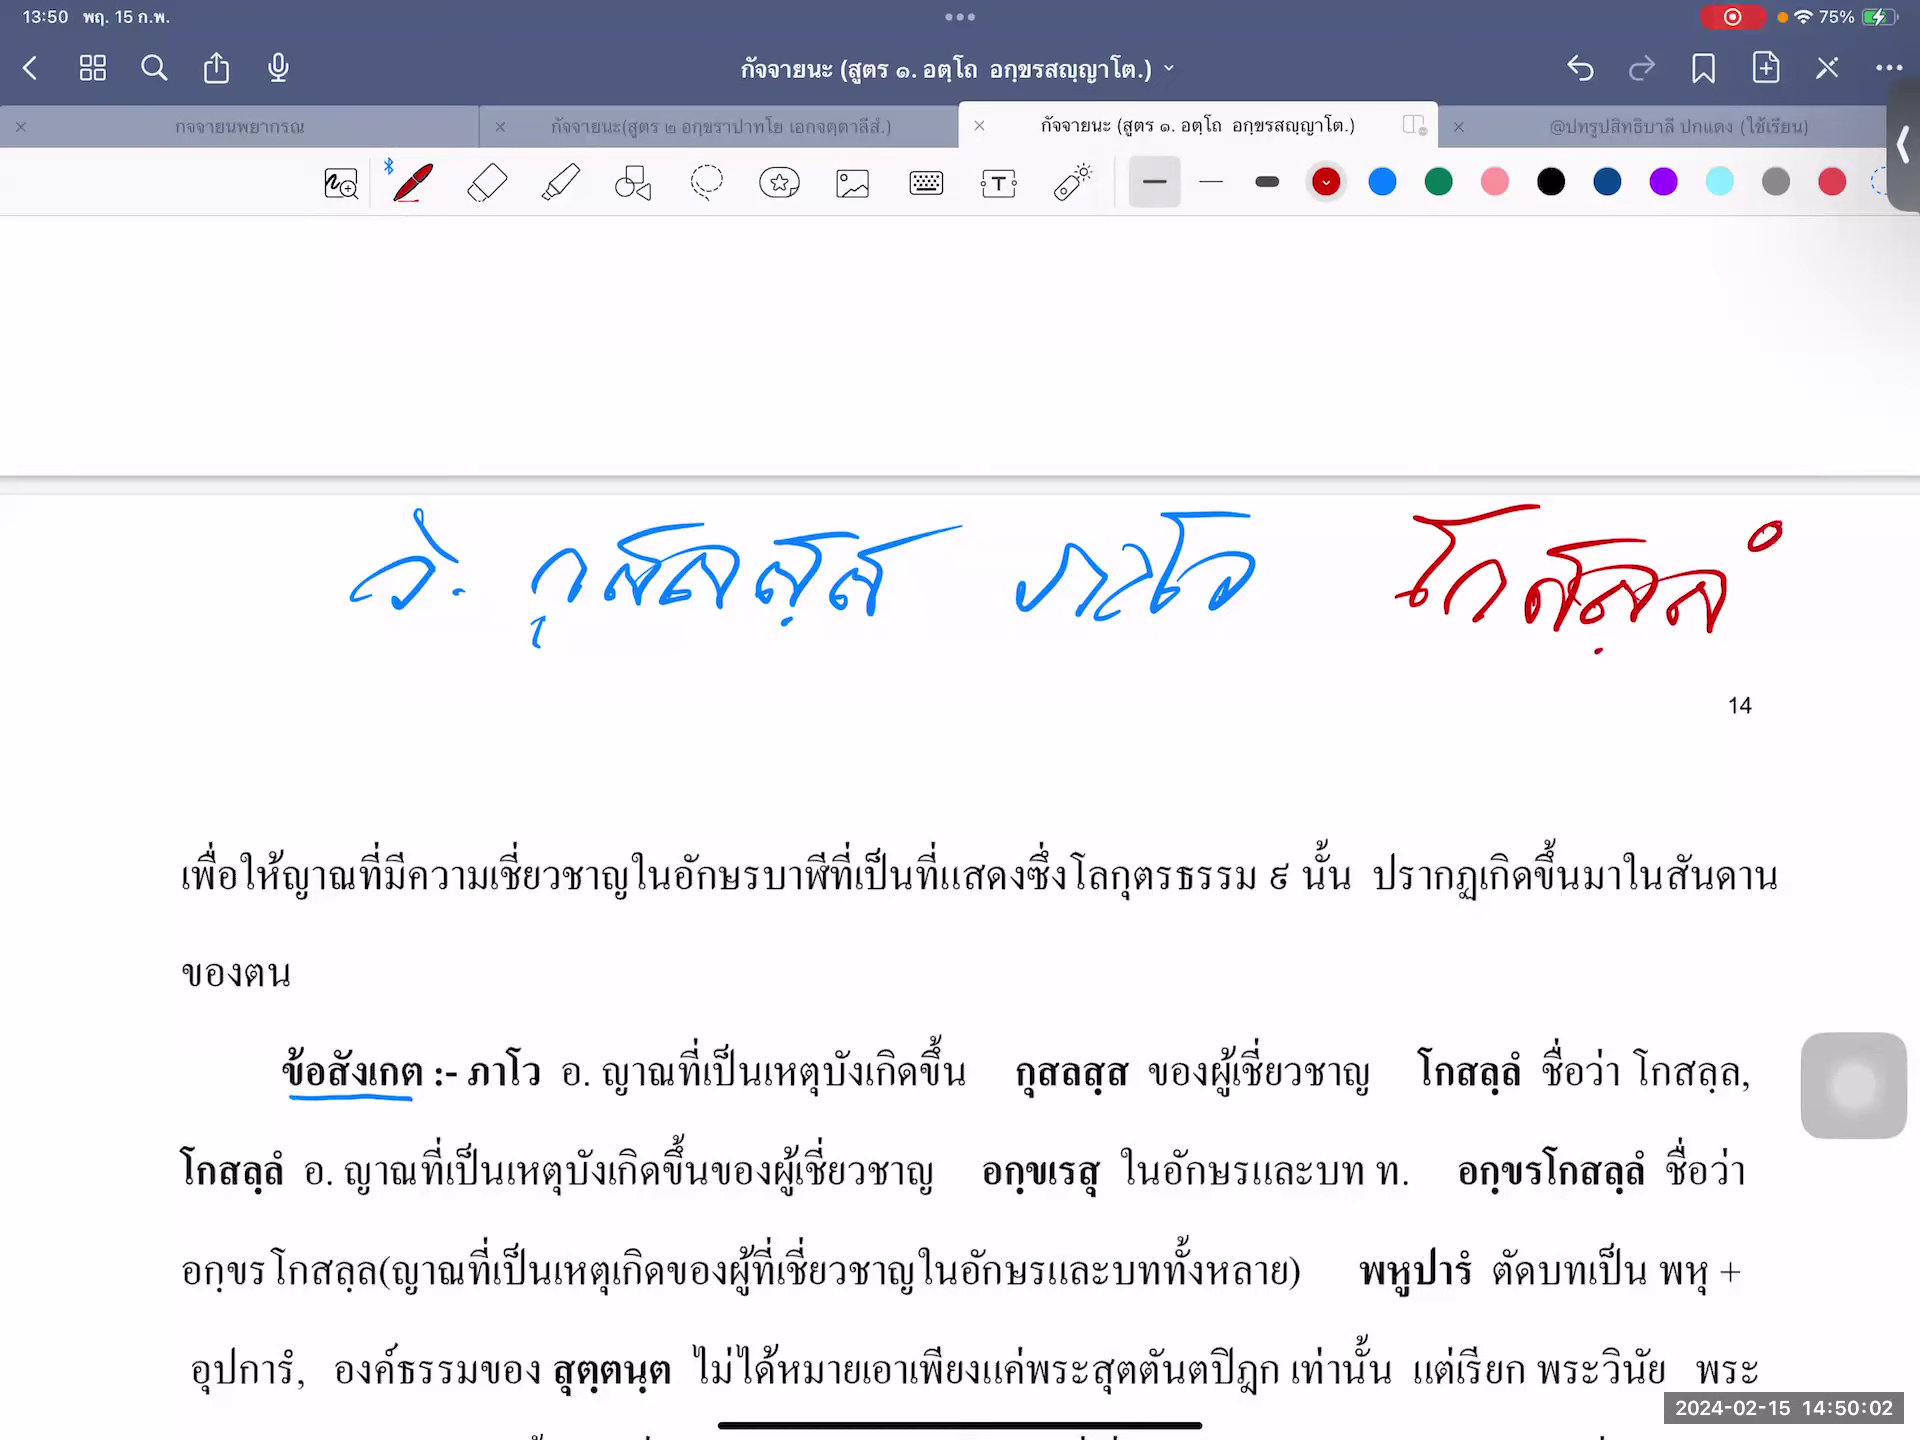 13:50 พฤ. 15 ก.พ.
75%
กัจจายนะ (สูตร ๑. อตฺโถ อกฺขรสญฺญาโต.)
กจจายนพยากรณ
กัจจายนะ(สูตร ๒ อกฺขราปาทโย เอกจตฺตาลีสํ.)
กัจจายนะ (สูตร ๑. อตฺโถ อกฺขรสญฺญาโต.)
@ปทรูปสิทธิบาลี ปกแดง (ใช้เรียน)
วิ. กุสลสฺส ภาโว โกสลฺลํ
14
เพื่อให้ญาณที่มีความเชี่ยวชาญในอักษรบาฬีที่เป็นที่แสดงซึ่งโลกุตรธรรม ๙ นั้น ปรากฏเกิดขึ้นมาในสันดาน
ของตน
ข้อสังเกต :- ภาโว อ. ญาณที่เป็นเหตุบังเกิดขึ้น กุสลสฺส ของผู้เชี่ยวชาญ โกสลฺลํ ชื่อว่า โกสลฺล,
โกสลฺลํ อ. ญาณที่เป็นเหตุบังเกิดขึ้นของผู้เชี่ยวชาญ อกฺขเรสุ ในอักษรและบท ท. อกฺขรโกสลฺลํ ชื่อว่า
อกฺขรโกสลฺล(ญาณที่เป็นเหตุเกิดของผู้ที่เชี่ยวชาญในอักษรและบททั้งหลาย) พหูปารํ ตัดบทเป็น พหุ +
อุปการํ, องค์ธรรมของ สุตฺตนฺต ไม่ได้หมายเอาเพียงแค่พระสุตตันตปิฎก เท่านั้น แต่เรียก พระวินัย พระ
2024-02-15 14:50:02